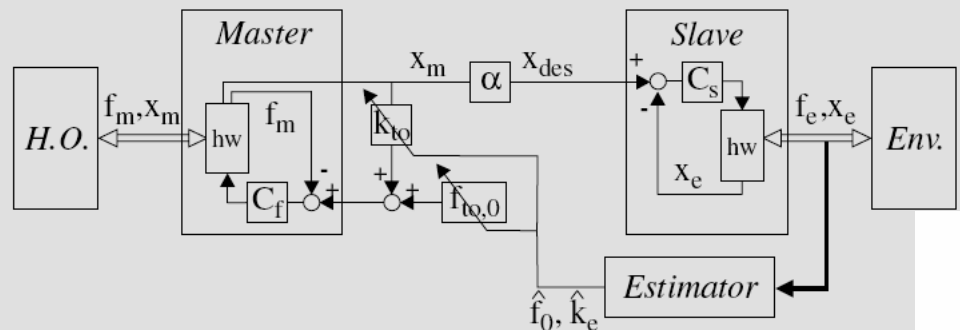 Master
Slave
x_m
α
x_des
+
C_s
-
f_m, x_m
H.O.
hw
f_m
k_to
hw
f_e, x_e
Env.
x_e
-
+
+
+
C_f
f_to,0
Estimator
f̂_0, k̂_e